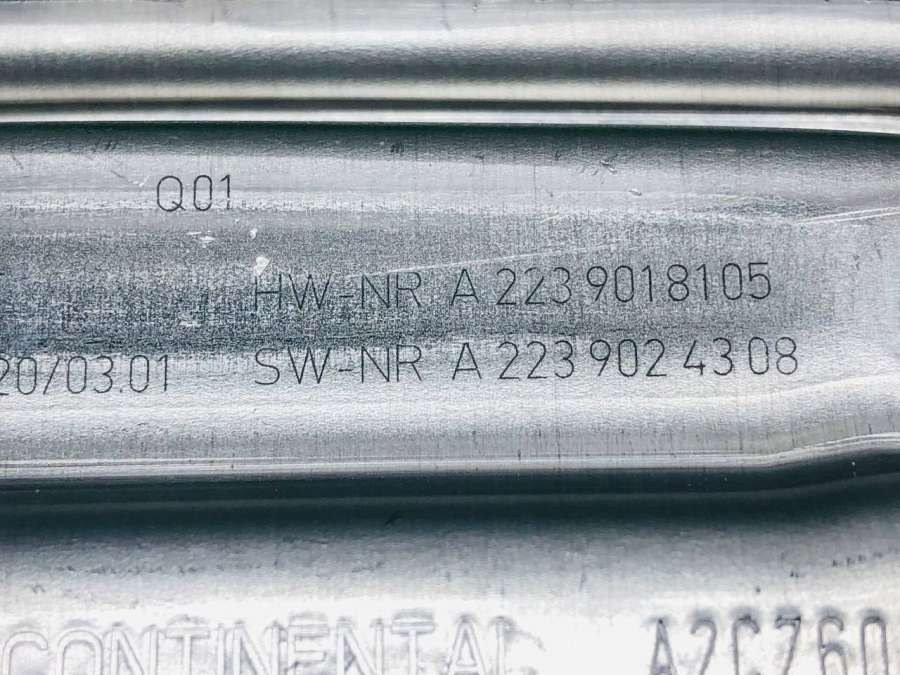 Q01
HW-NR A 223 901 81 05
20/03.01 SW-NR A 223 902 43 08
CONTINENTAL A2C760